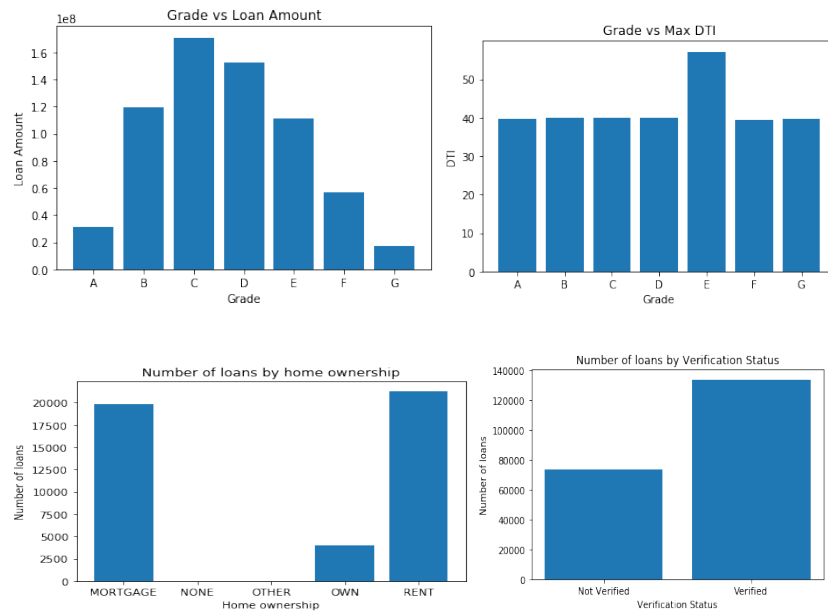 Grade vs Loan Amount
1e8
1.6
1.4
1.2
1.0
0.8
0.6
0.4
0.2
0.0
Loan Amount
A B C D E F G
Grade
Grade vs Max DTI
50
40
30
20
10
0
DTI
A B C D E F G
Grade
Number of loans by home ownership
20000
17500
15000
12500
10000
7500
5000
2500
0
Number of loans
MORTGAGE NONE OTHER OWN RENT
Home ownership
Number of loans by Verification Status
140000
120000
100000
80000
60000
40000
20000
0
Number of loans
Not Verified Verified
Verification Status